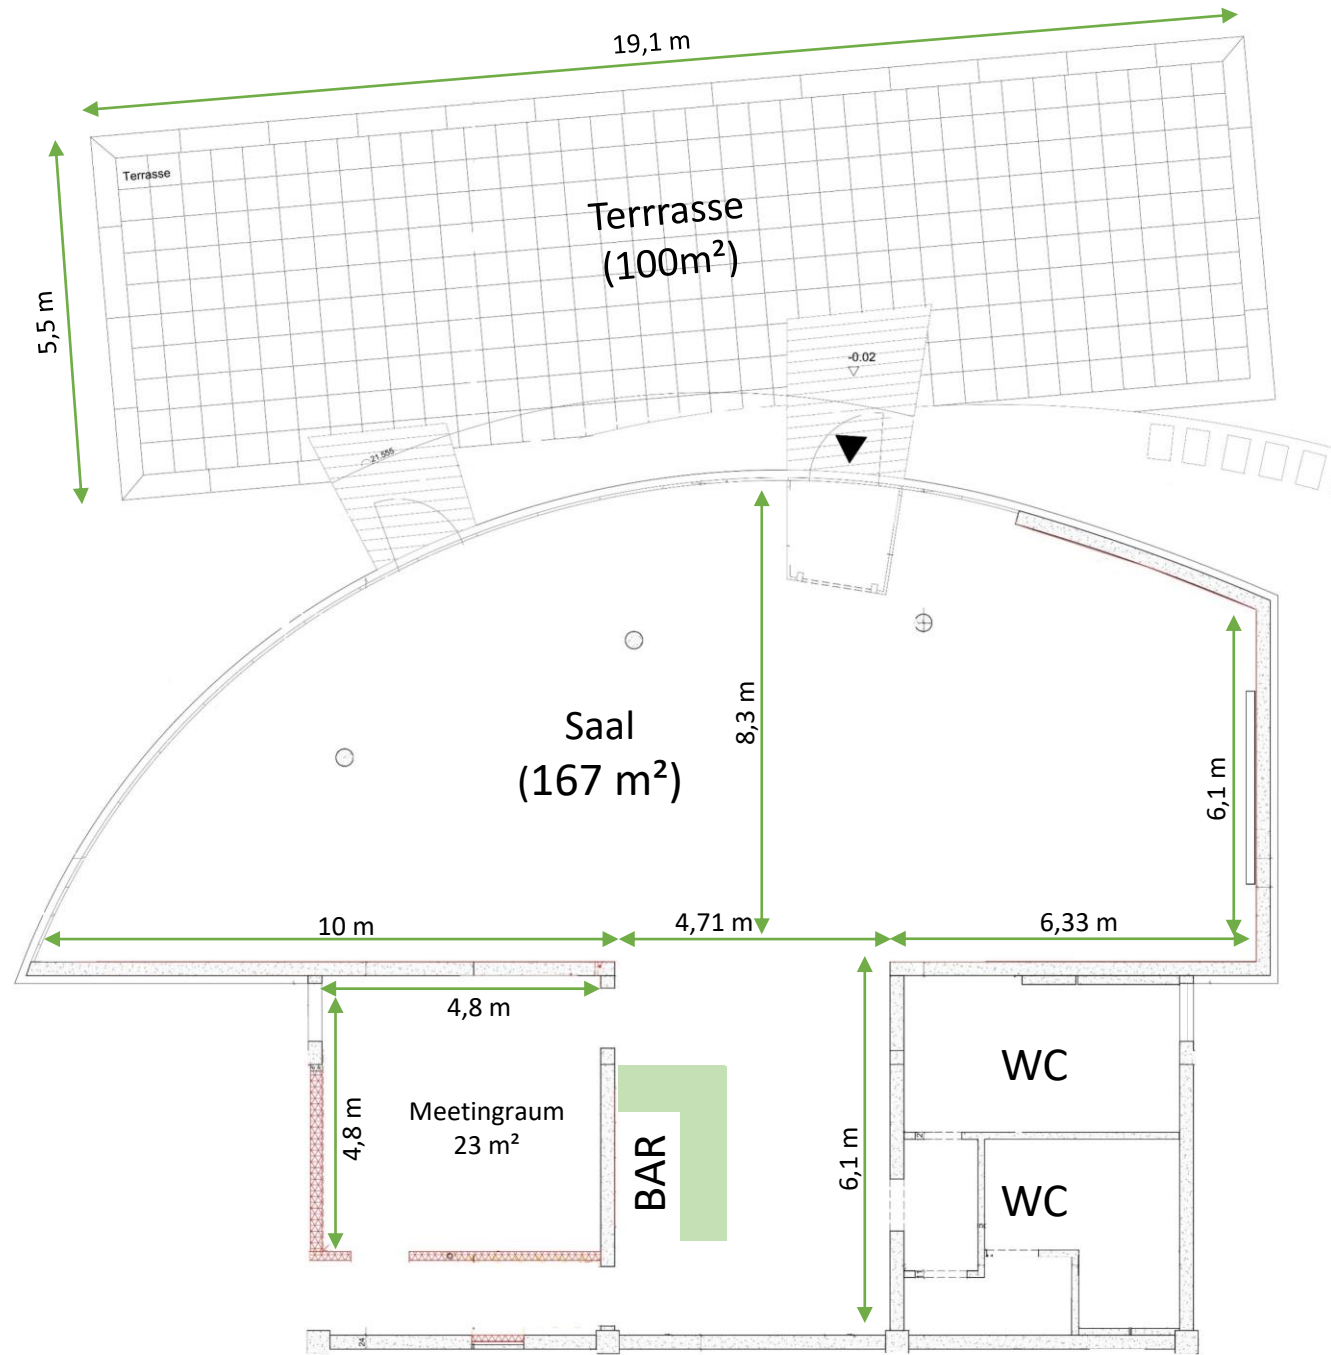 19,1 m
Terrasse
Terrrasse
(100m²)
5,5 m
-0.02
21.555
8,3 m
Saal
(167 m²)
6,1 m
10 m
4,71 m
6,33 m
4,8 m
4,8 m
Meetingraum
23 m²
BAR
6,1 m
WC
WC
24